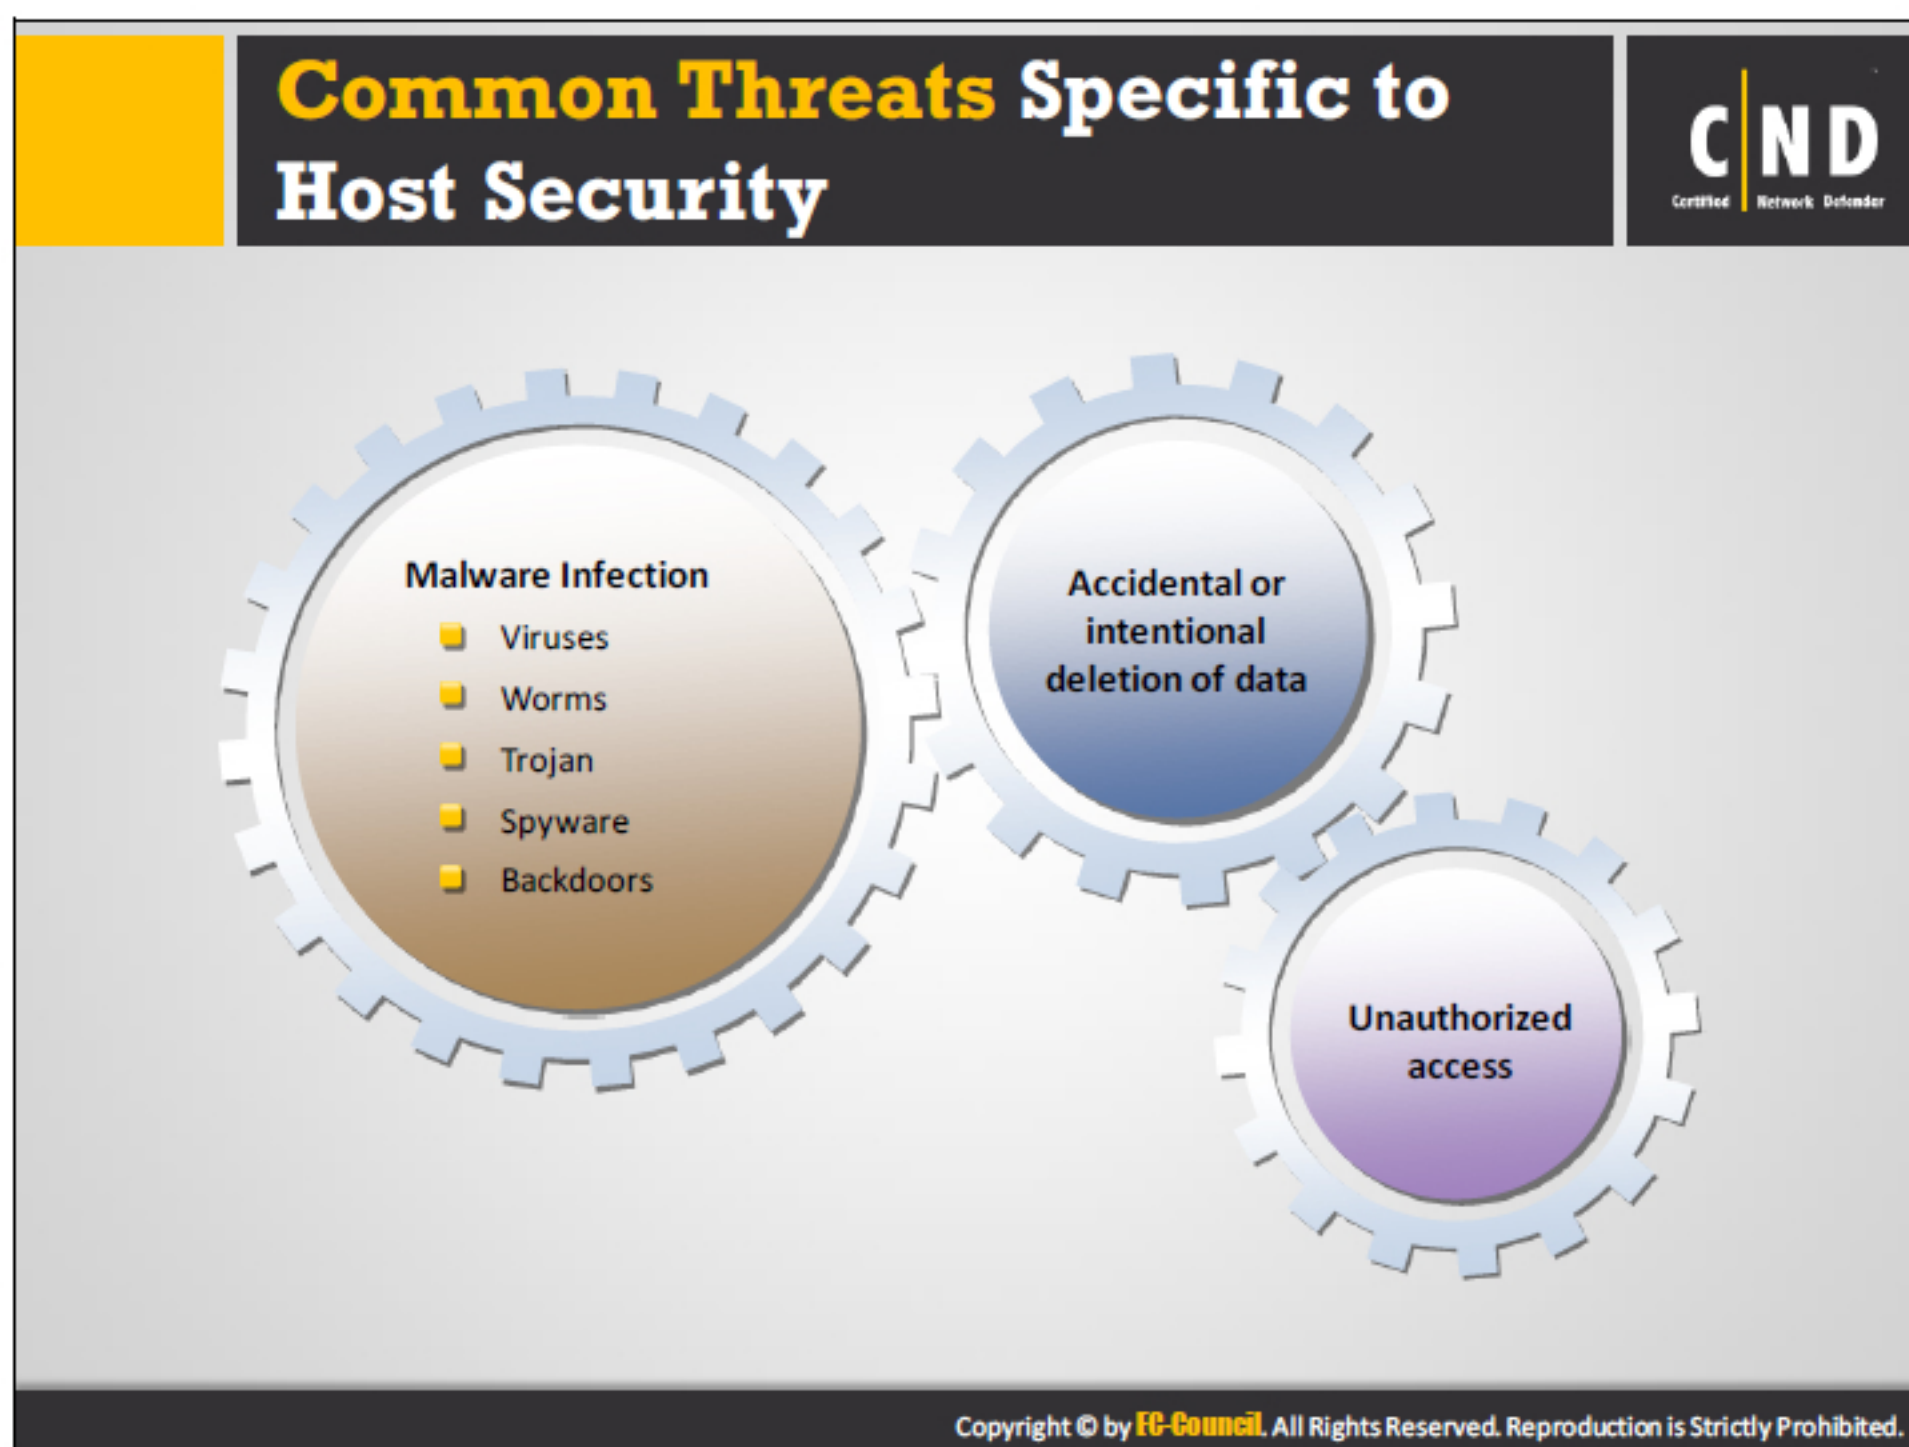 Common Threats Specific to
Host Security
C ND
Certified Network Defender
Malware Infection
Viruses
Worms
Trojan
Spyware
Backdoors
Accidental or
intentional
deletion of data
Unauthorized
access
Copyright © by EC-Council. All Rights Reserved. Reproduction is Strictly Prohibited.